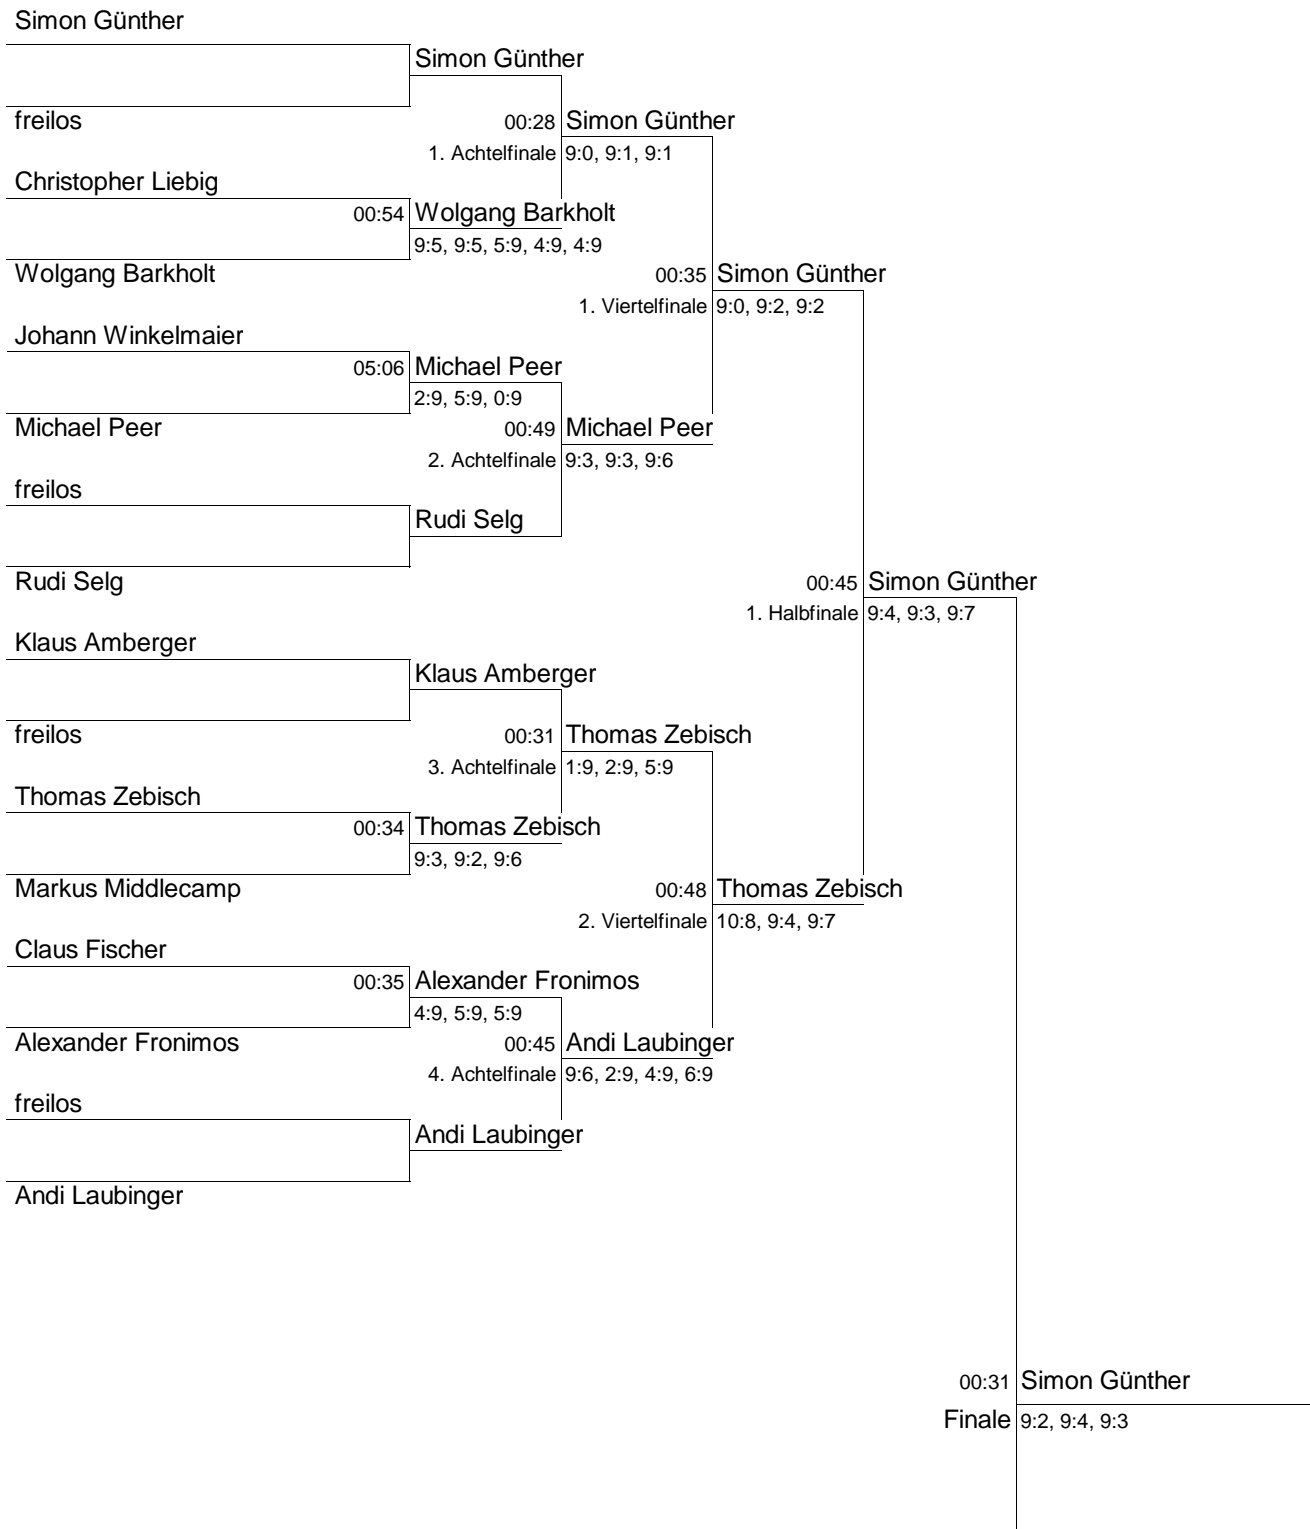 Simon Günther
Simon Günther
freilos
00:28 Simon Günther
1. Achtelfinale 9:0, 9:1, 9:1
Christopher Liebig
00:54 Wolgang Barkholt
9:5, 9:5, 5:9, 4:9, 4:9
Wolgang Barkholt
00:35 Simon Günther
1. Viertelfinale 9:0, 9:2, 9:2
Johann Winkelmaier
05:06 Michael Peer
2:9, 5:9, 0:9
Michael Peer
00:49 Michael Peer
2. Achtelfinale 9:3, 9:3, 9:6
freilos
Rudi Selg
Rudi Selg
00:45 Simon Günther
1. Halbfinale 9:4, 9:3, 9:7
Klaus Amberger
Klaus Amberger
freilos
00:31 Thomas Zebisch
3. Achtelfinale 1:9, 2:9, 5:9
Thomas Zebisch
00:34 Thomas Zebisch
9:3, 9:2, 9:6
Markus Middlecamp
00:48 Thomas Zebisch
2. Viertelfinale 10:8, 9:4, 9:7
Claus Fischer
00:35 Alexander Fronimos
4:9, 5:9, 5:9
Alexander Fronimos
00:45 Andi Laubinger
4. Achtelfinale 9:6, 2:9, 4:9, 6:9
freilos
Andi Laubinger
Andi Laubinger
00:31 Simon Günther
Finale 9:2, 9:4, 9:3